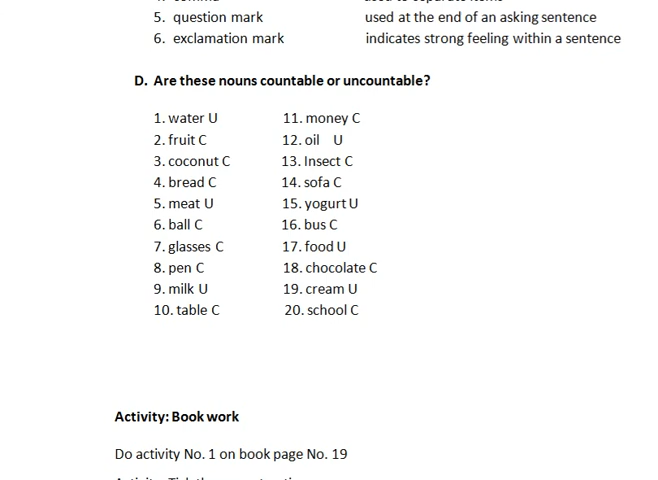 5. question mark used at the end of an asking sentence
6. exclamation mark indicates strong feeling within a sentence
D. Are these nouns countable or uncountable?
1. water U 11. money C
2. fruit C 12. oil U
3. coconut C 13. Insect C
4. bread C 14. sofa C
5. meat U 15. yogurt U
6. ball C 16. bus C
7. glasses C 17. food U
8. pen C 18. chocolate C
9. milk U 19. cream U
10. table C 20. school C
Activity: Book work
Do activity No. 1 on book page No. 19